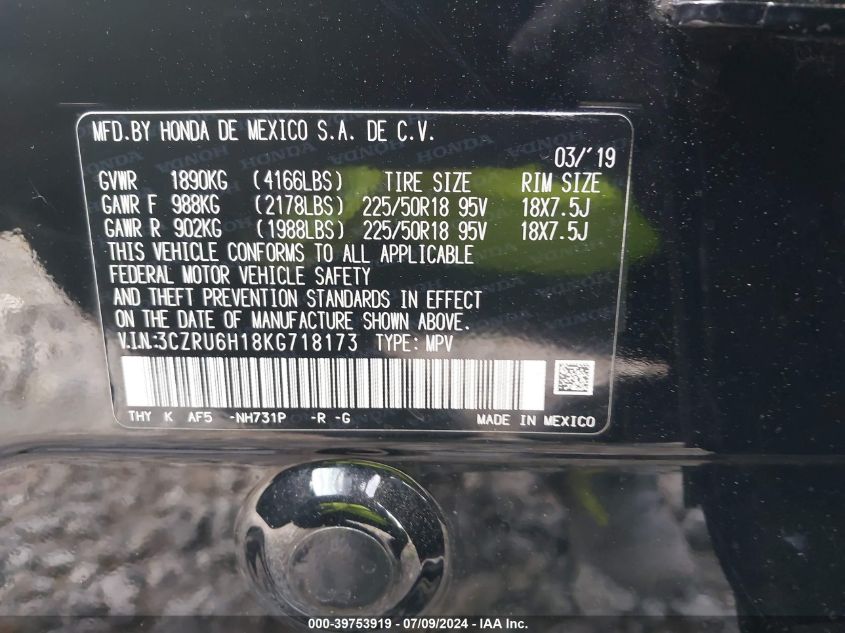 MFD.BY HONDA DE MEXICO S.A. DE C.V.
03/'19
GVWR 1890KG (4166LBS) TIRE SIZE RIM SIZE
GAWR F 988KG (2178LBS) 225/50R18 95V 18X7.5J
GAWR R 902KG (1988LBS) 225/50R18 95V 18X7.5J
THIS VEHICLE CONFORMS TO ALL APPLICABLE
FEDERAL MOTOR VEHICLE SAFETY
AND THEFT PREVENTION STANDARDS IN EFFECT
ON THE DATE OF MANUFACTURE SHOWN ABOVE.
V.I.N.:3CZRU6H18KG718173 TYPE: MPV
THY K AF5 -NH731P -R -G MADE IN MEXICO
000-39753919 / 07/09/2024 - IAA Inc.